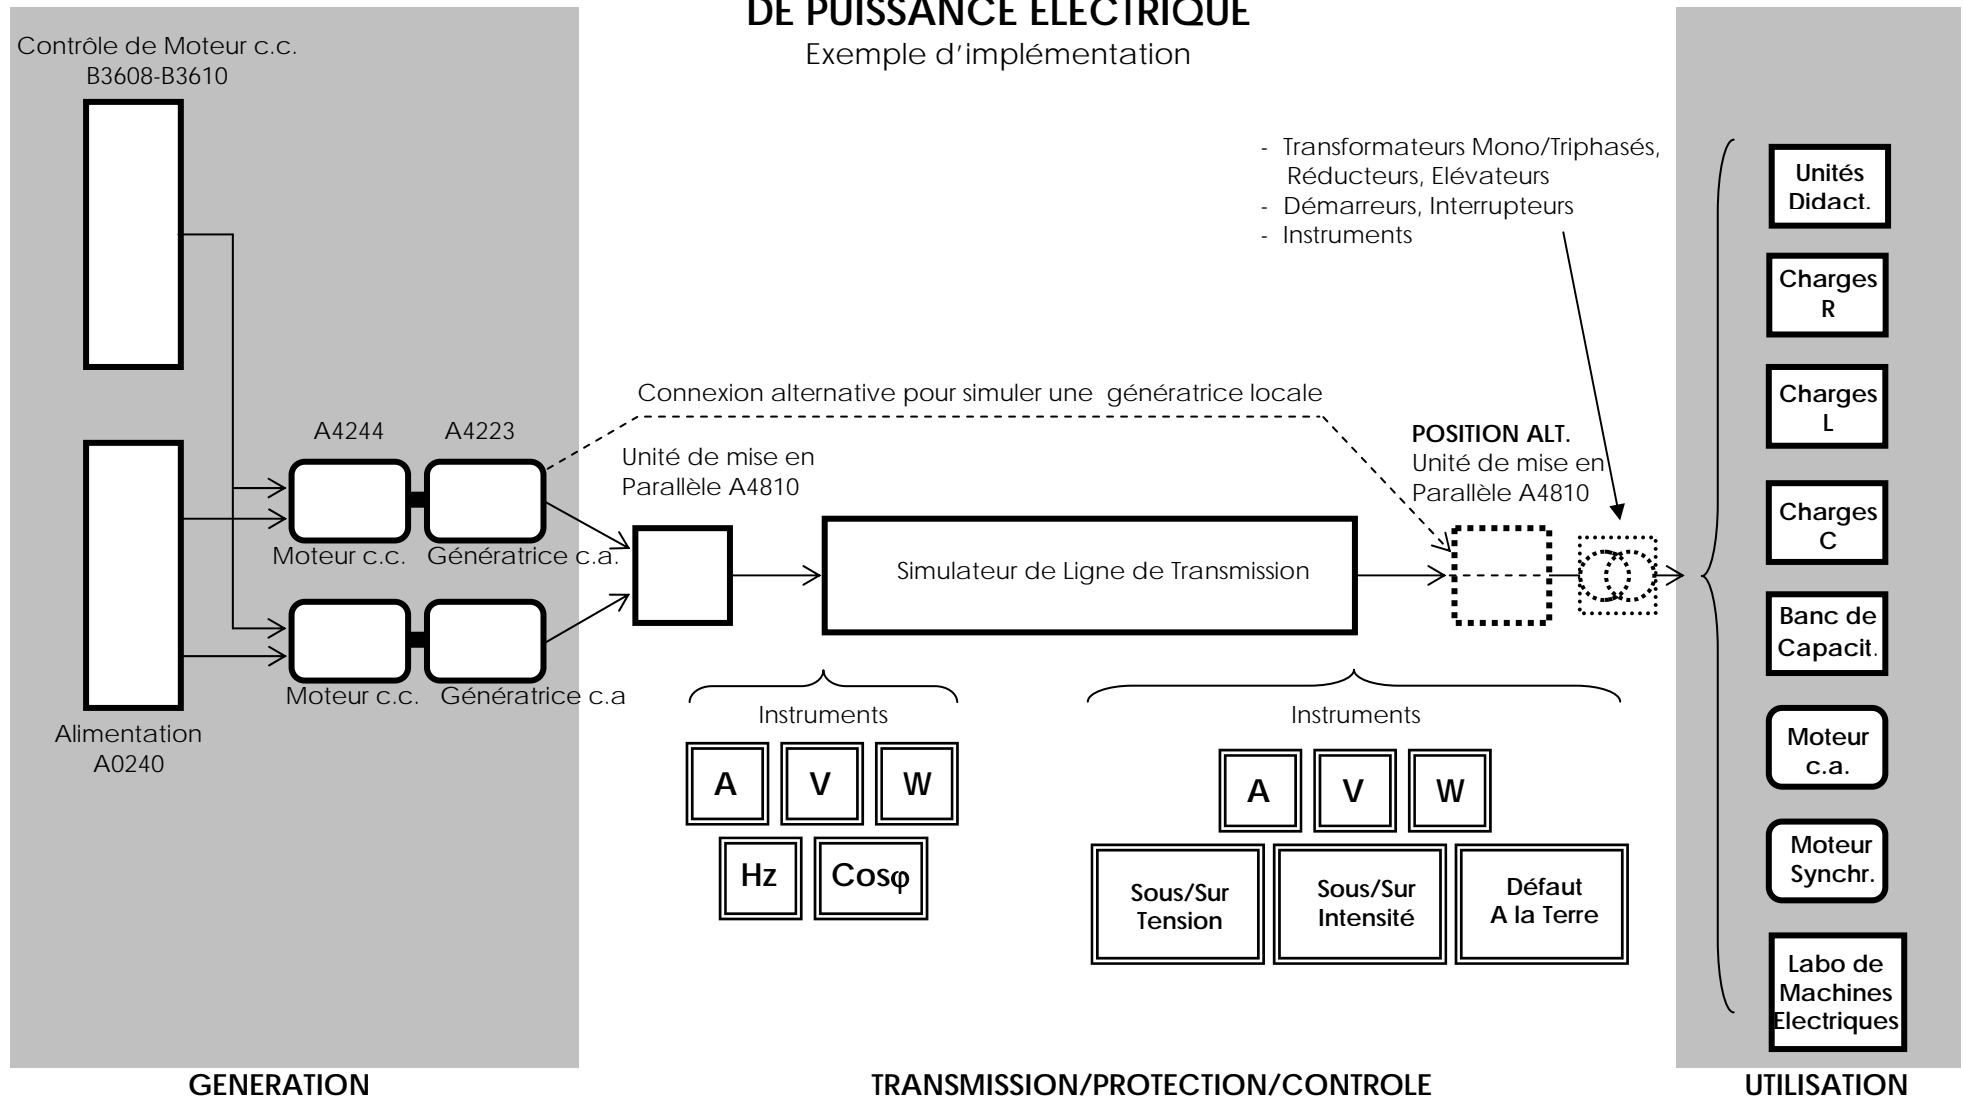 DE PUISSANCE ELECTRIQUE
Exemple d'implémentation
Contrôle de Moteur c.c.
B3608-B3610
A4244
A4223
Moteur c.c.
Génératrice c.a.
Moteur c.c.
Génératrice c.a
Alimentation
A0240
Connexion alternative pour simuler une génératrice locale
Unité de mise en
Parallèle A4810
Simulateur de Ligne de Transmission
POSITION ALT.
Unité de mise en
Parallèle A4810
- Transformateurs Mono/Triphasés,
Réducteurs, Elévateurs
- Démarreurs, Interrupteurs
- Instruments
Instruments
A
V
W
Hz
Cosφ
Instruments
A
V
W
Sous/Sur
Tension
Sous/Sur
Intensité
Défaut
A la Terre
Unités
Didact.
Charges
R
Charges
L
Charges
C
Banc de
Capacit.
Moteur
c.a.
Moteur
Synchr.
Labo de
Machines
Electriques
GENERATION
TRANSMISSION/PROTECTION/CONTROLE
UTILISATION